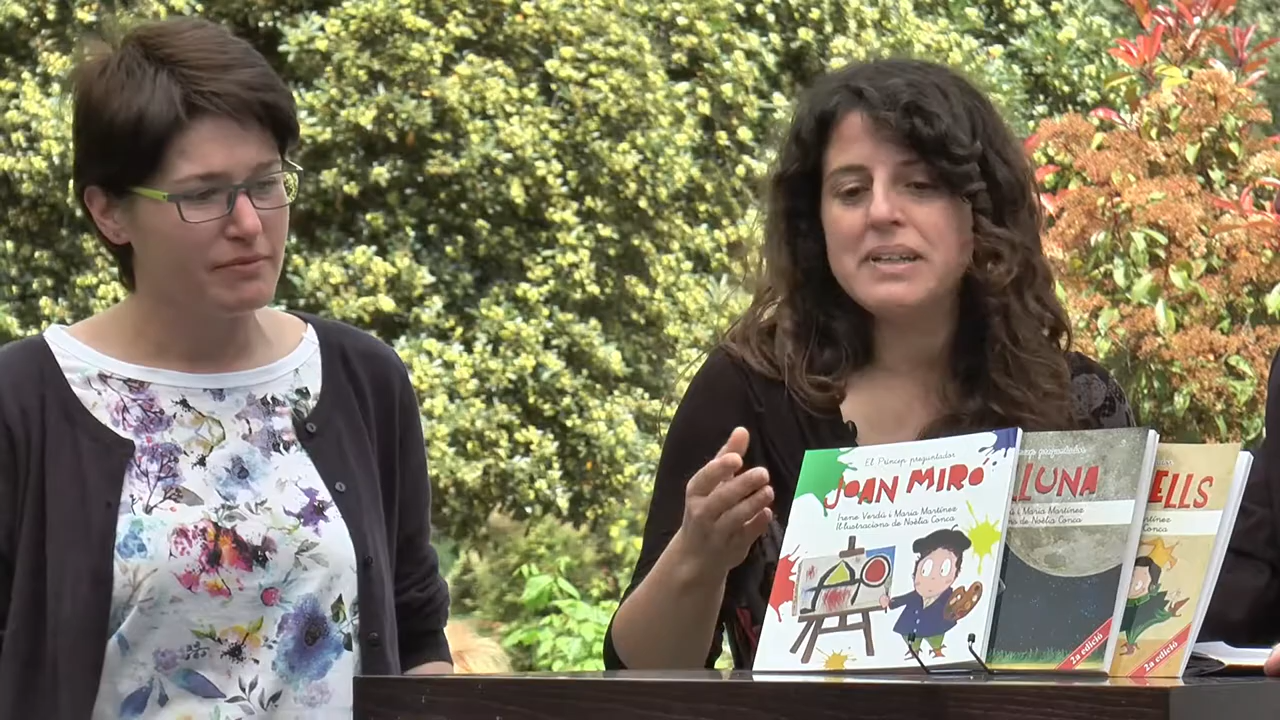 El Príncep preguntador
JOAN MIRÓ
Irene Verdú i Maria Martínez
Il·lustracions de Noèlia Conca
LLUNA
i Maria Martínez
de Noèlia Conca
2a edició
ELLS
Conca
2a edició